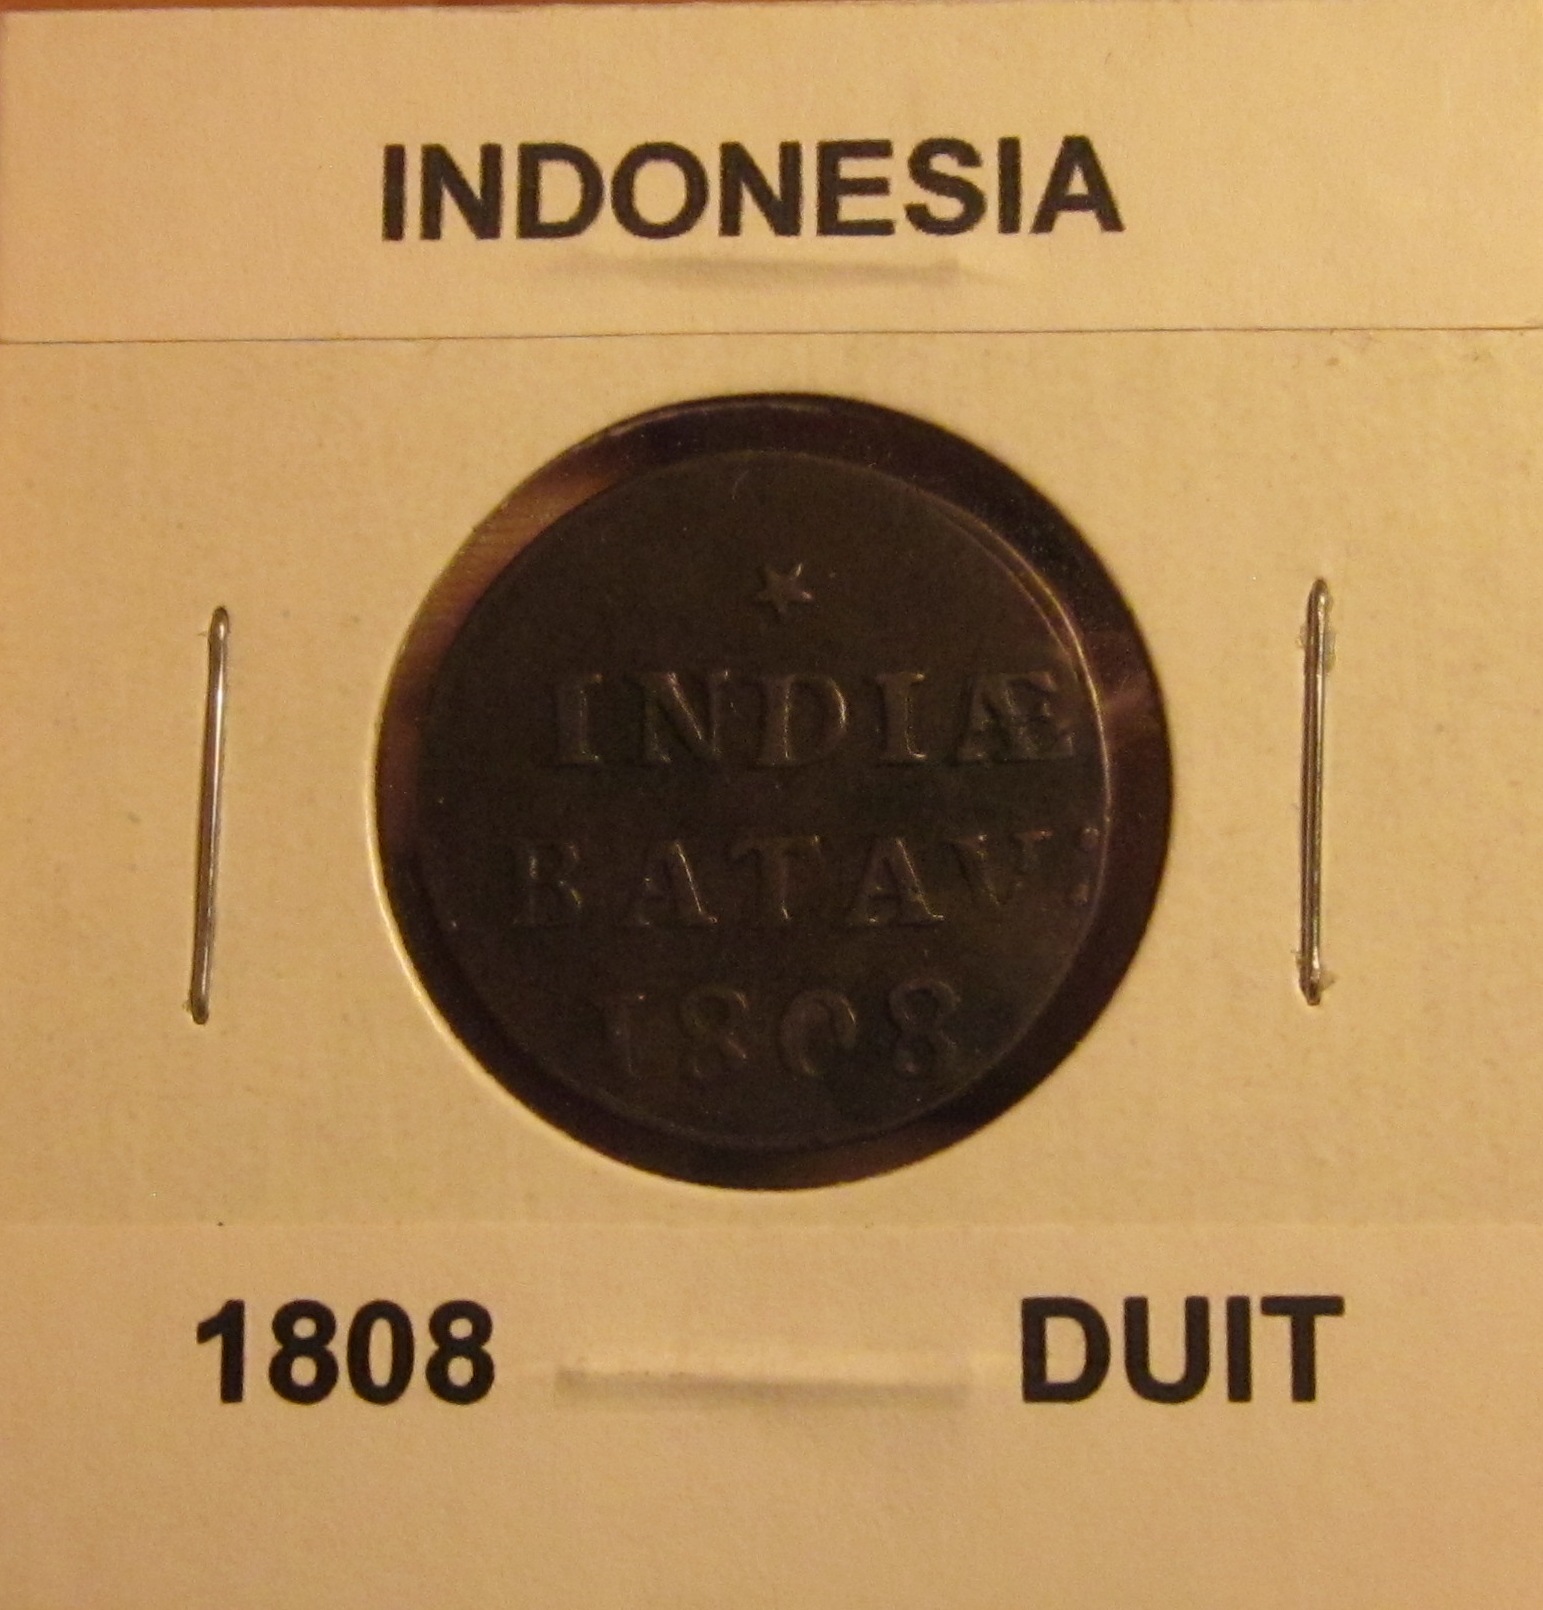 INDONESIA
INDIÆ
BATAV:
1808
1808 DUIT